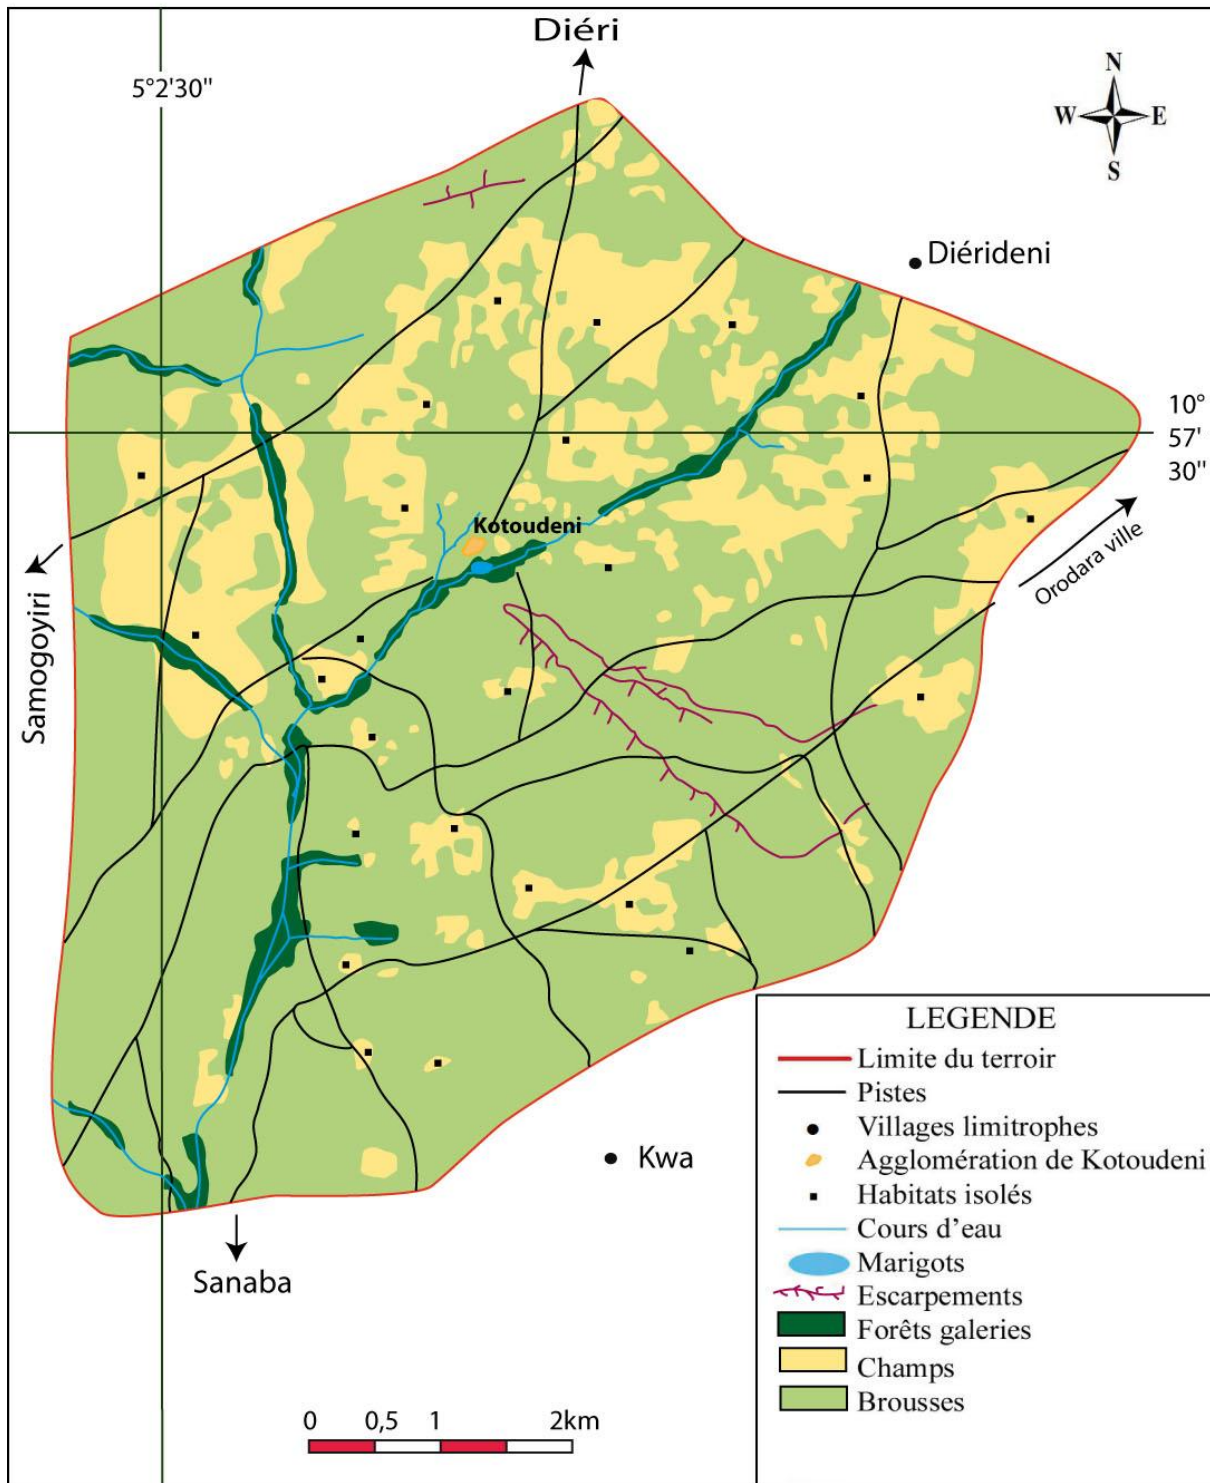 Diéri
5°2'30"
N
W E
S
Diérideni
10°
57'
30"
Kotoudeni
Orodara ville
Samogoyiri
Kwa
Sanaba
LEGENDE
Limite du terroir
Pistes
Villages limitrophes
Agglomération de Kotoudeni
Habitats isolés
Cours d'eau
Marigots
Escarpements
Forêts galeries
Champs
Brousses
0 0,5 1 2km